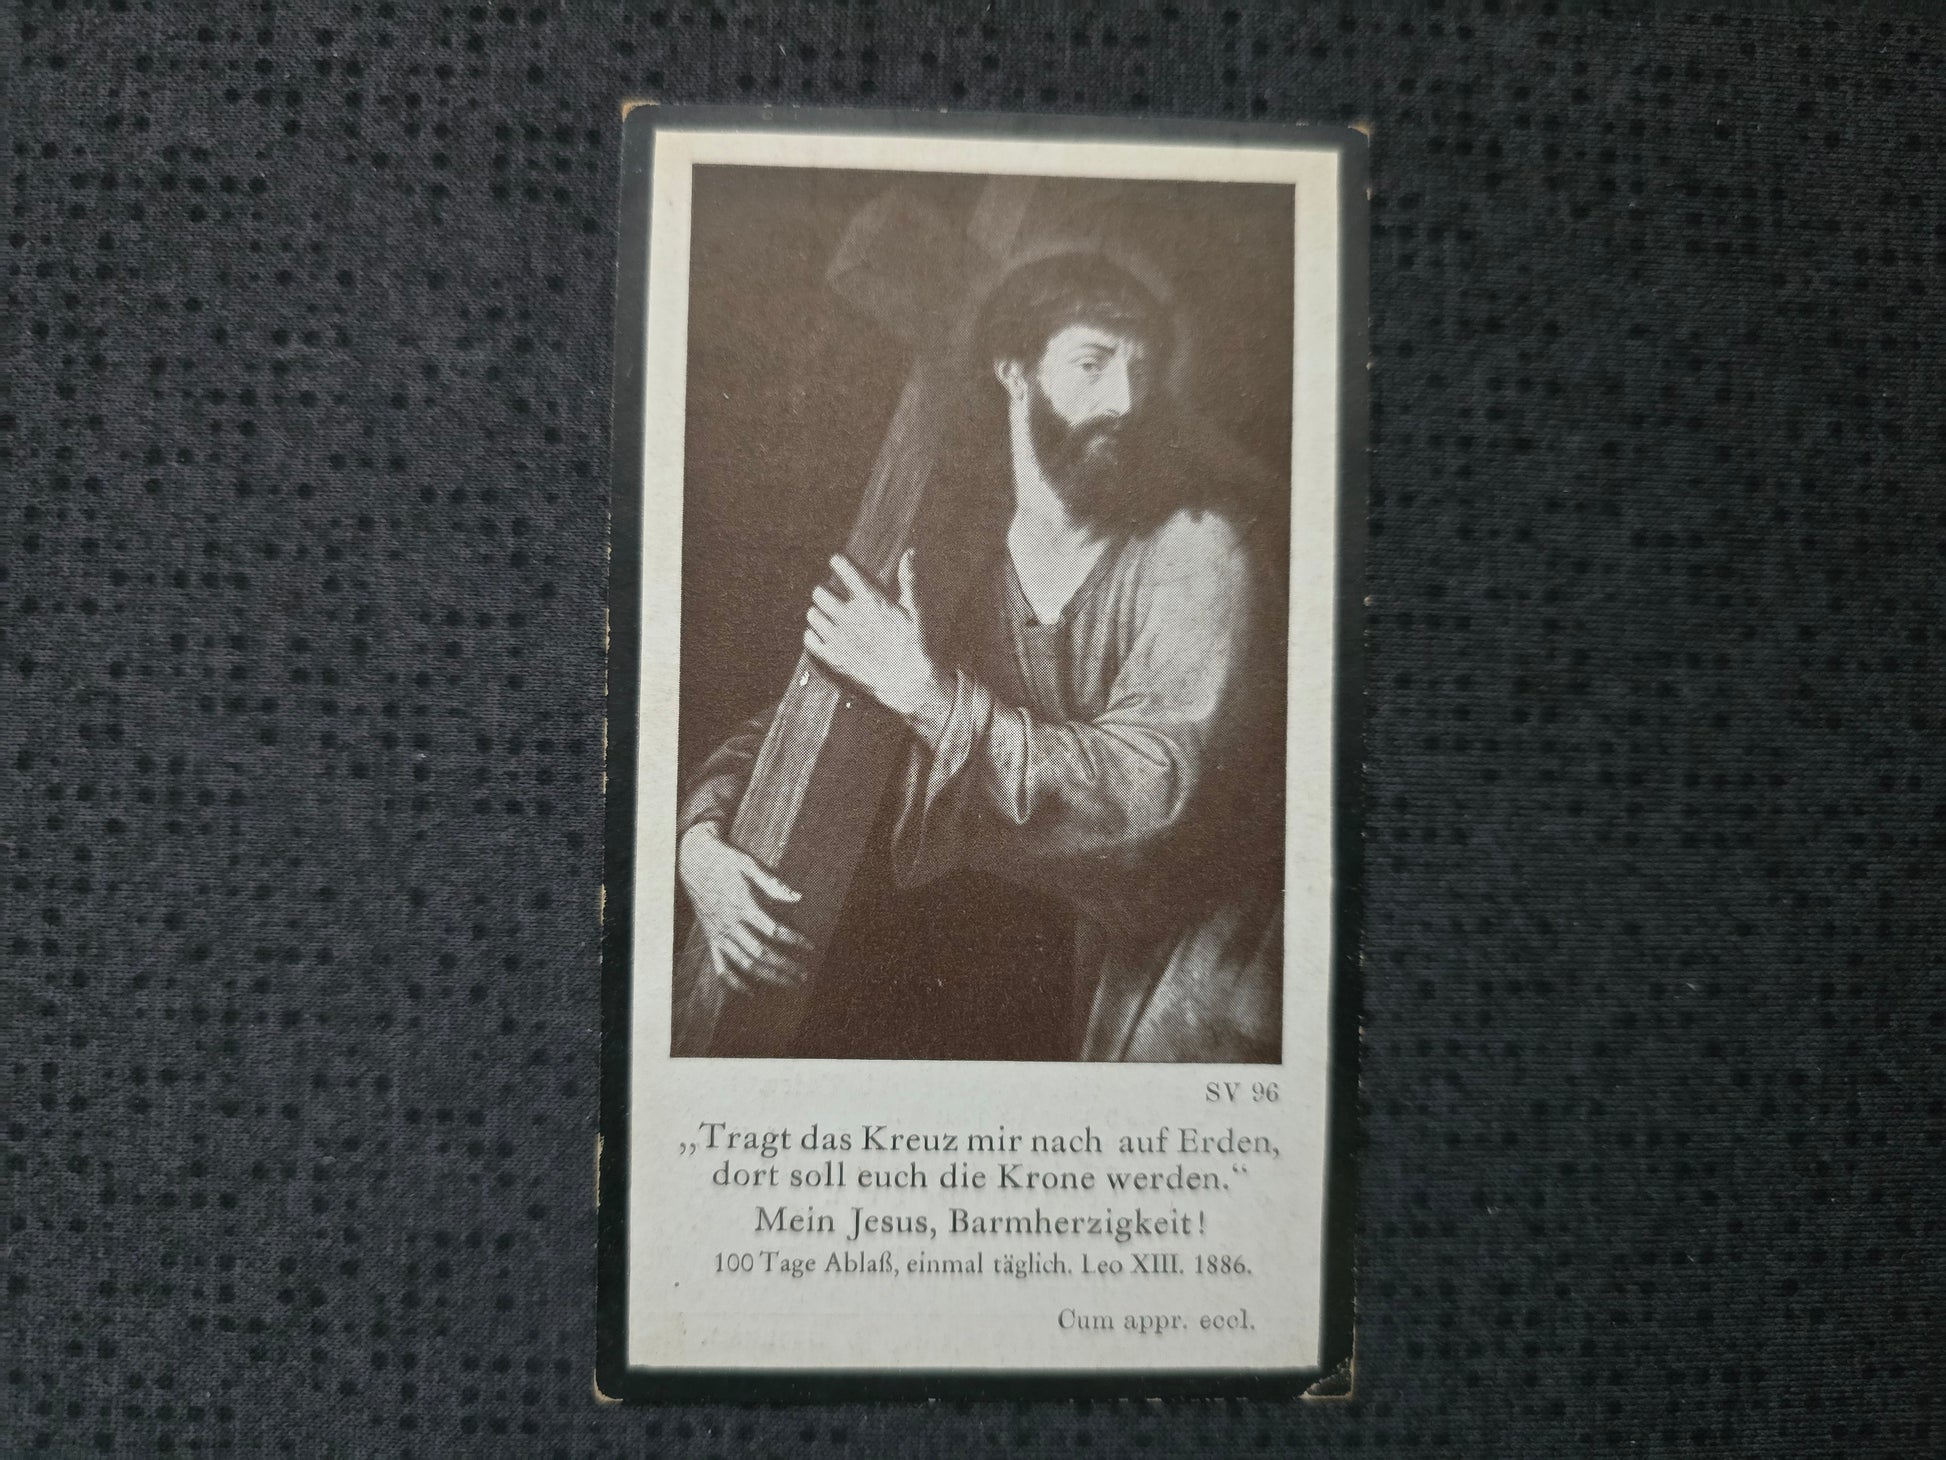 SV 96
„Tragt das Kreuz mir nach auf Erden,
dort soll euch die Krone werden.“
Mein Jesus, Barmherzigkeit!
100 Tage Ablaß, einmal täglich. Leo XIII. 1886.
Cum appr. eccl.